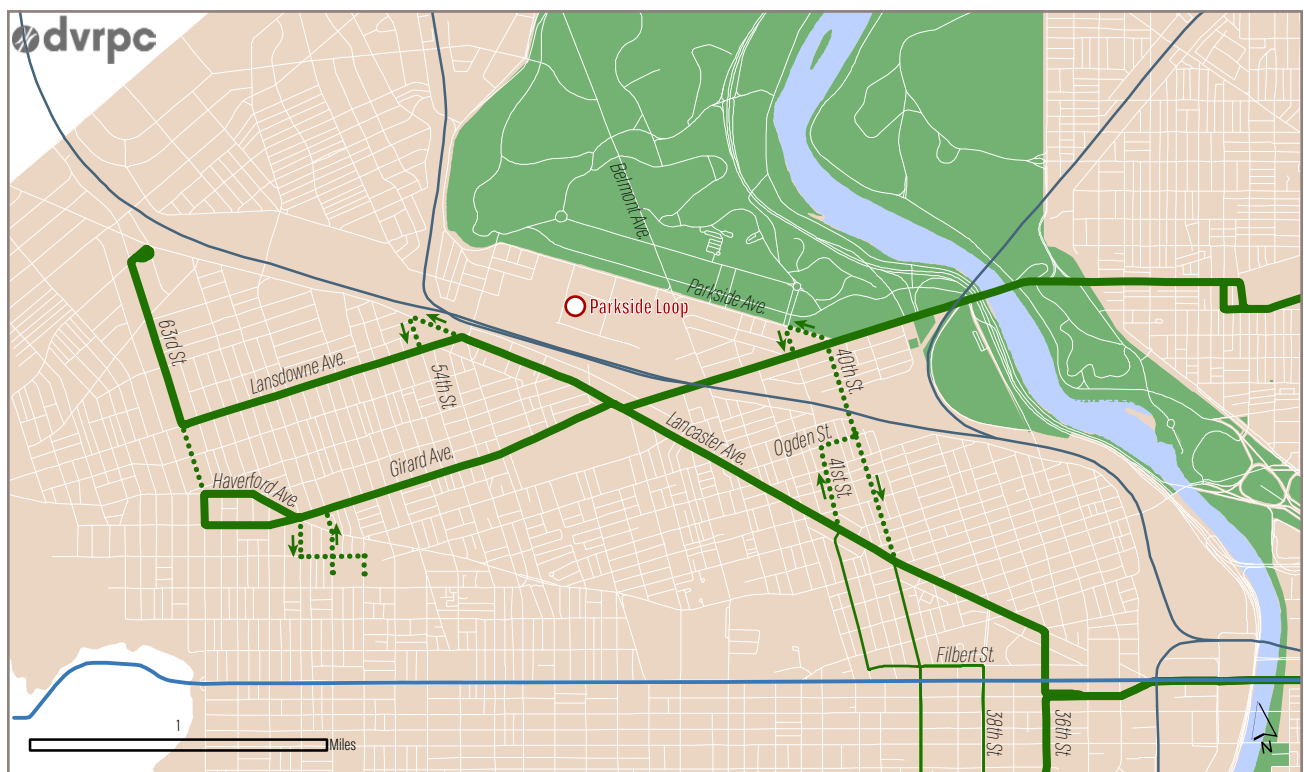 dvrpc
Belmont Ave.
Parkside Ave.
Parkside Loop
63rd St.
Lansdowne Ave.
54th St.
40th St.
Lancaster Ave.
Ogden St.
41st St.
Girard Ave.
Haverford Ave.
Filbert St.
38th St.
36th St.
1
Miles
N